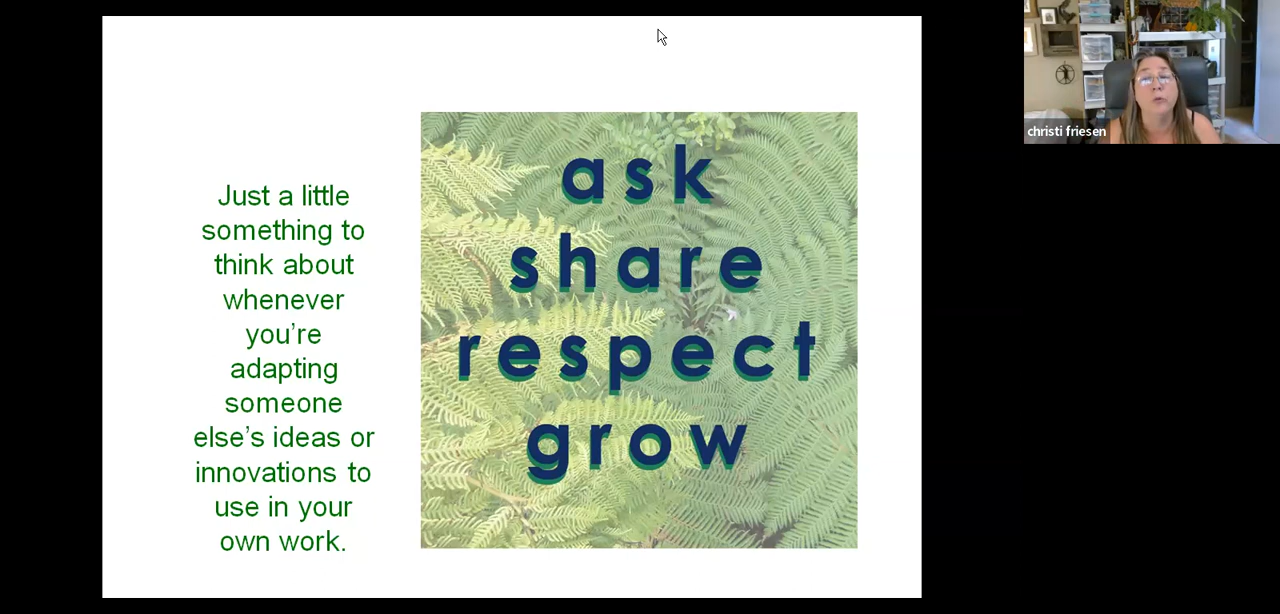 Just a little
something to
think about
whenever
you’re
adapting
someone
else’s ideas or
innovations to
use in your
own work.
ask
share
respect
grow
christi friesen